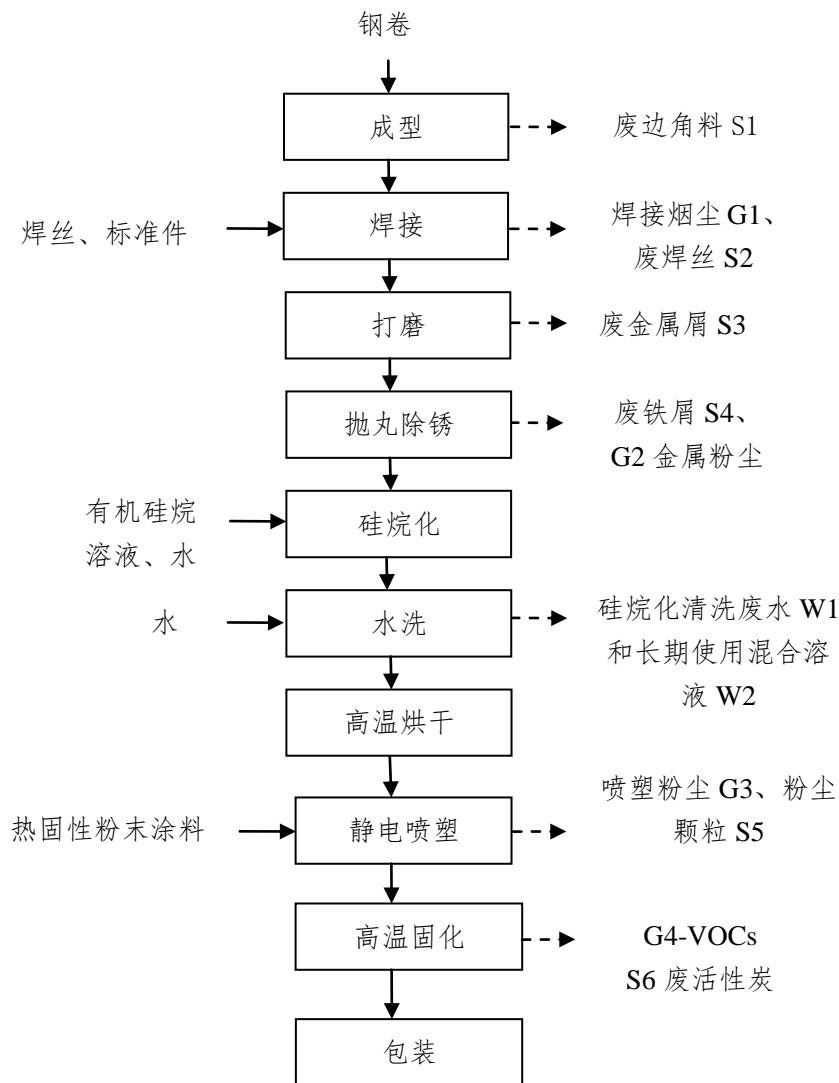 钢卷
成型
废边角料 S1
焊丝、标准件
焊接
焊接烟尘 G1、
废焊丝 S2
打磨
废金属屑 S3
抛丸除锈
废铁屑 S4、
G2 金属粉尘
有机硅烷
溶液、水
硅烷化
水
水洗
硅烷化清洗废水 W1
和长期使用混合溶
液 W2
高温烘干
热固性粉末涂料
静电喷塑
喷塑粉尘 G3、粉尘
颗粒 S5
高温固化
G4-VOCs
S6 废活性炭
包装